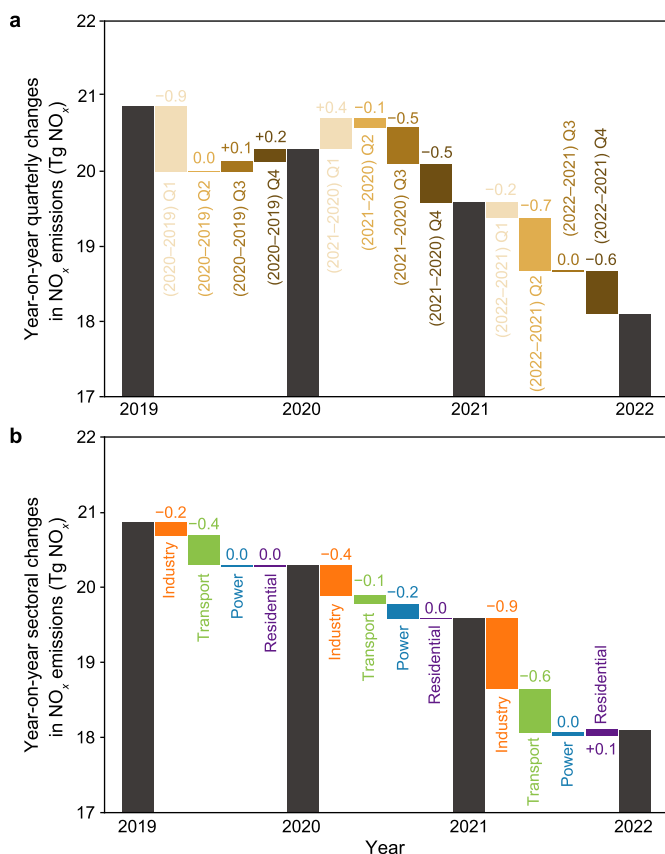 a
Year-on-year quarterly changes
in NOx emissions (Tg NOx)
22
21
20
19
18
17
−0.9
0.0
+0.1
+0.2
+0.4
−0.1
−0.5
−0.5
−0.2
−0.7
0.0
−0.6
(2020–2019) Q1
(2020–2019) Q2
(2020–2019) Q3
(2020–2019) Q4
(2021–2020) Q1
(2021–2020) Q2
(2021–2020) Q3
(2021–2020) Q4
(2022–2021) Q1
(2022–2021) Q2
(2022–2021) Q3
(2022–2021) Q4
2019
2020
2021
2022
b
Year-on-year sectoral changes
in NOx emissions (Tg NOx)
22
21
20
19
18
17
−0.2
−0.4
0.0
0.0
−0.4
−0.1
−0.2
0.0
−0.9
−0.6
0.0
+0.1
Industry
Transport
Power
Residential
Industry
Transport
Power
Residential
Industry
Transport
Power
Residential
2019
2020
2021
2022
Year